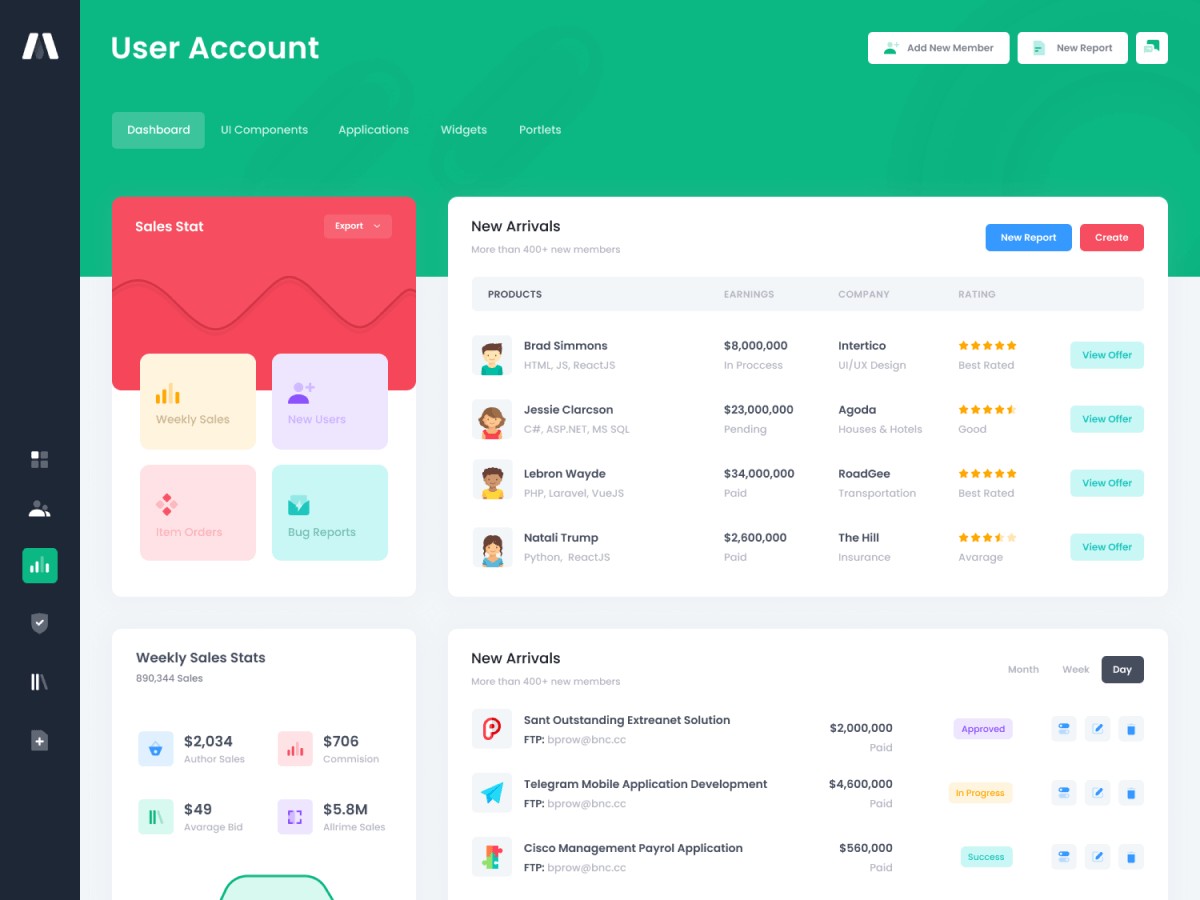 User Account
Add New Member
New Report
Dashboard
UI Components
Applications
Widgets
Portlets
Sales Stat
Export
Weekly Sales
New Users
Item Orders
Bug Reports
New Arrivals
More than 400+ new members
New Report
Create
PRODUCTS EARNINGS COMPANY RATING
Brad Simmons $8,000,000 Intertico
HTML, JS, ReactJS In Proccess UI/UX Design Best Rated
View Offer
Jessie Clarcson $23,000,000 Agoda
C#, ASP.NET, MS SQL Pending Houses & Hotels Good
View Offer
Lebron Wayde $34,000,000 RoadGee
PHP, Laravel, VueJS Paid Transportation Best Rated
View Offer
Natali Trump $2,600,000 The Hill
Python, ReactJS Paid Insurance Avarage
View Offer
Weekly Sales Stats
890,344 Sales
$2,034
Author Sales
$706
Commision
$49
Avarage Bid
$5.8M
Allrime Sales
New Arrivals
More than 400+ new members
Month
Week
Day
Sant Outstanding Extreanet Solution $2,000,000
FTP: bprow@bnc.cc Paid
Approved
Telegram Mobile Application Development $4,600,000
FTP: bprow@bnc.cc Paid
In Progress
Cisco Management Payrol Application $560,000
FTP: bprow@bnc.cc Paid
Success